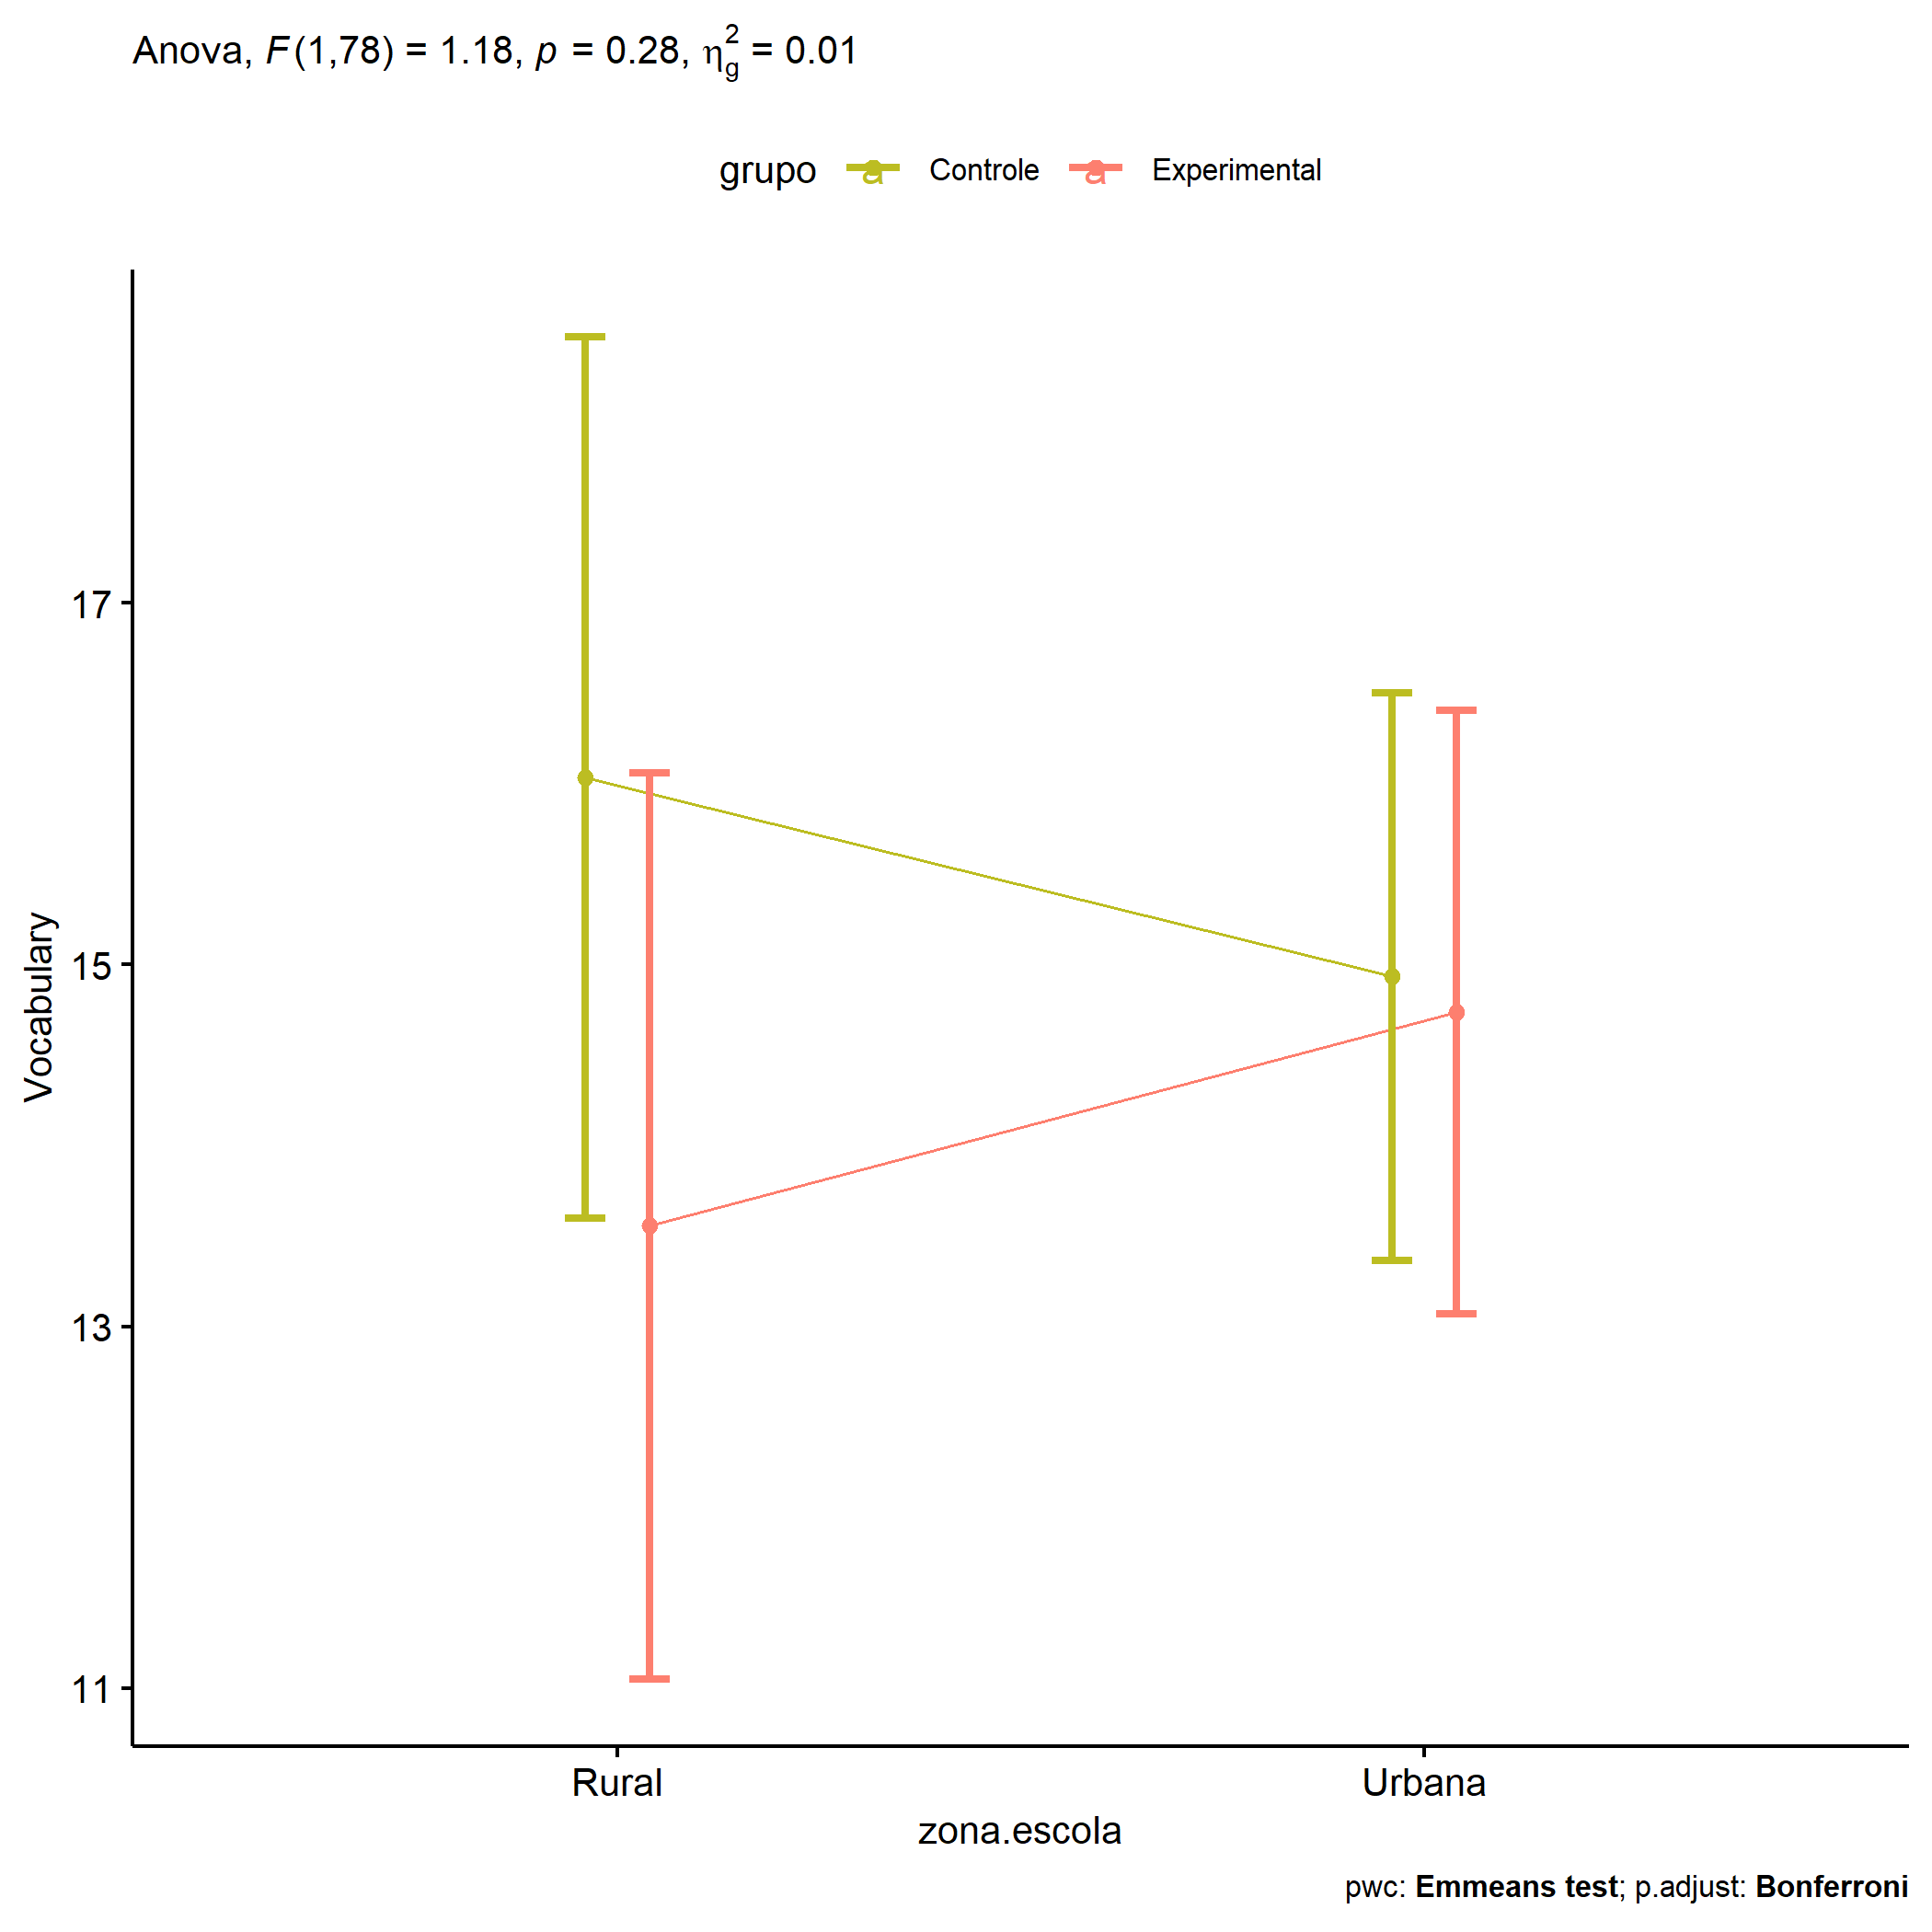 Anova, F(1,78) = 1.18, p = 0.28, η²g = 0.01
grupo a Controle a Experimental
17
15
13
11
Vocabulary
Rural Urbana
zona.escola
pwc: Emmeans test; p.adjust: Bonferroni